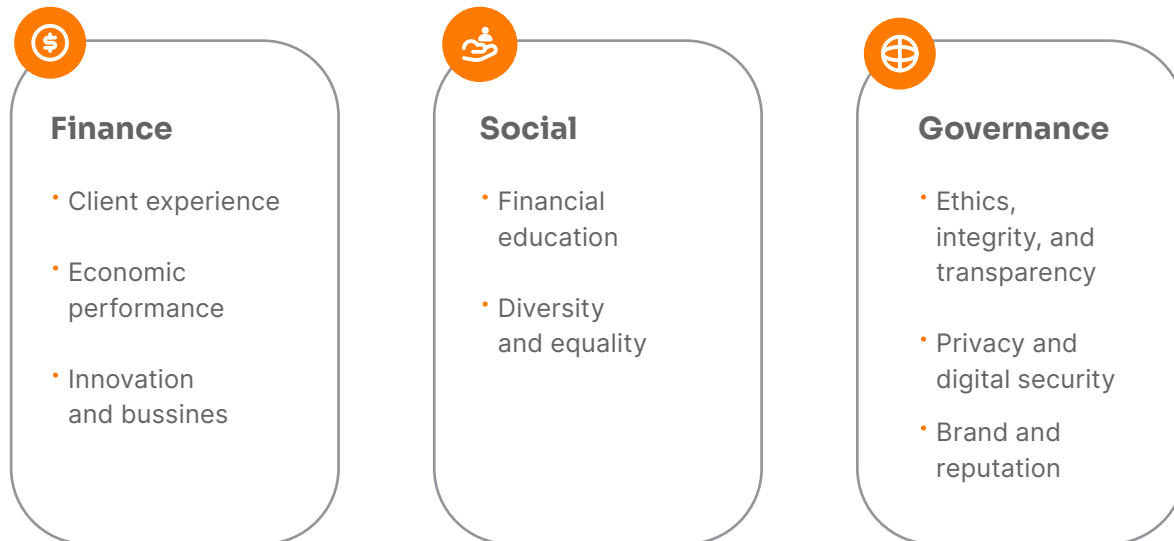 Finance
· Client experience
· Economic
performance
· Innovation
and bussines
Social
· Financial
education
· Diversity
and equality
Governance
· Ethics,
integrity, and
transparency
· Privacy and
digital security
· Brand and
reputation